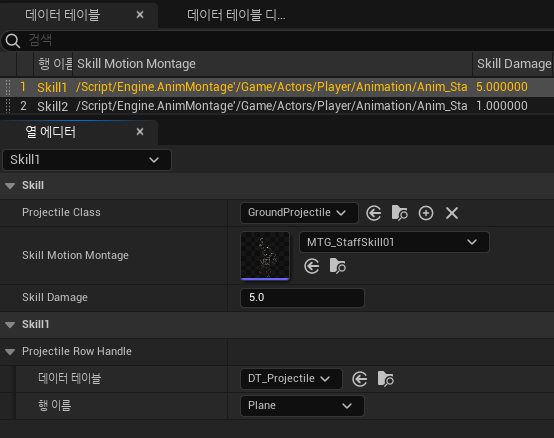 데이터 테이블 × 데이터 테이블 디...
검색
행 이름 Skill Motion Montage Skill Damage
1 Skill1 /Script/Engine.AnimMontage'/Game/Actors/Player/Animation/Anim_Sta 5.000000
2 Skill2 /Script/Engine.AnimMontage'/Game/Actors/Player/Animation/Anim_Sta 1.000000
열 에디터 ×
Skill1
Skill
Projectile Class GroundProjectile
Skill Motion Montage MTG_StaffSkill01
Skill Damage 5.0
Skill1
Projectile Row Handle
데이터 테이블 DT_Projectile
행 이름 Plane